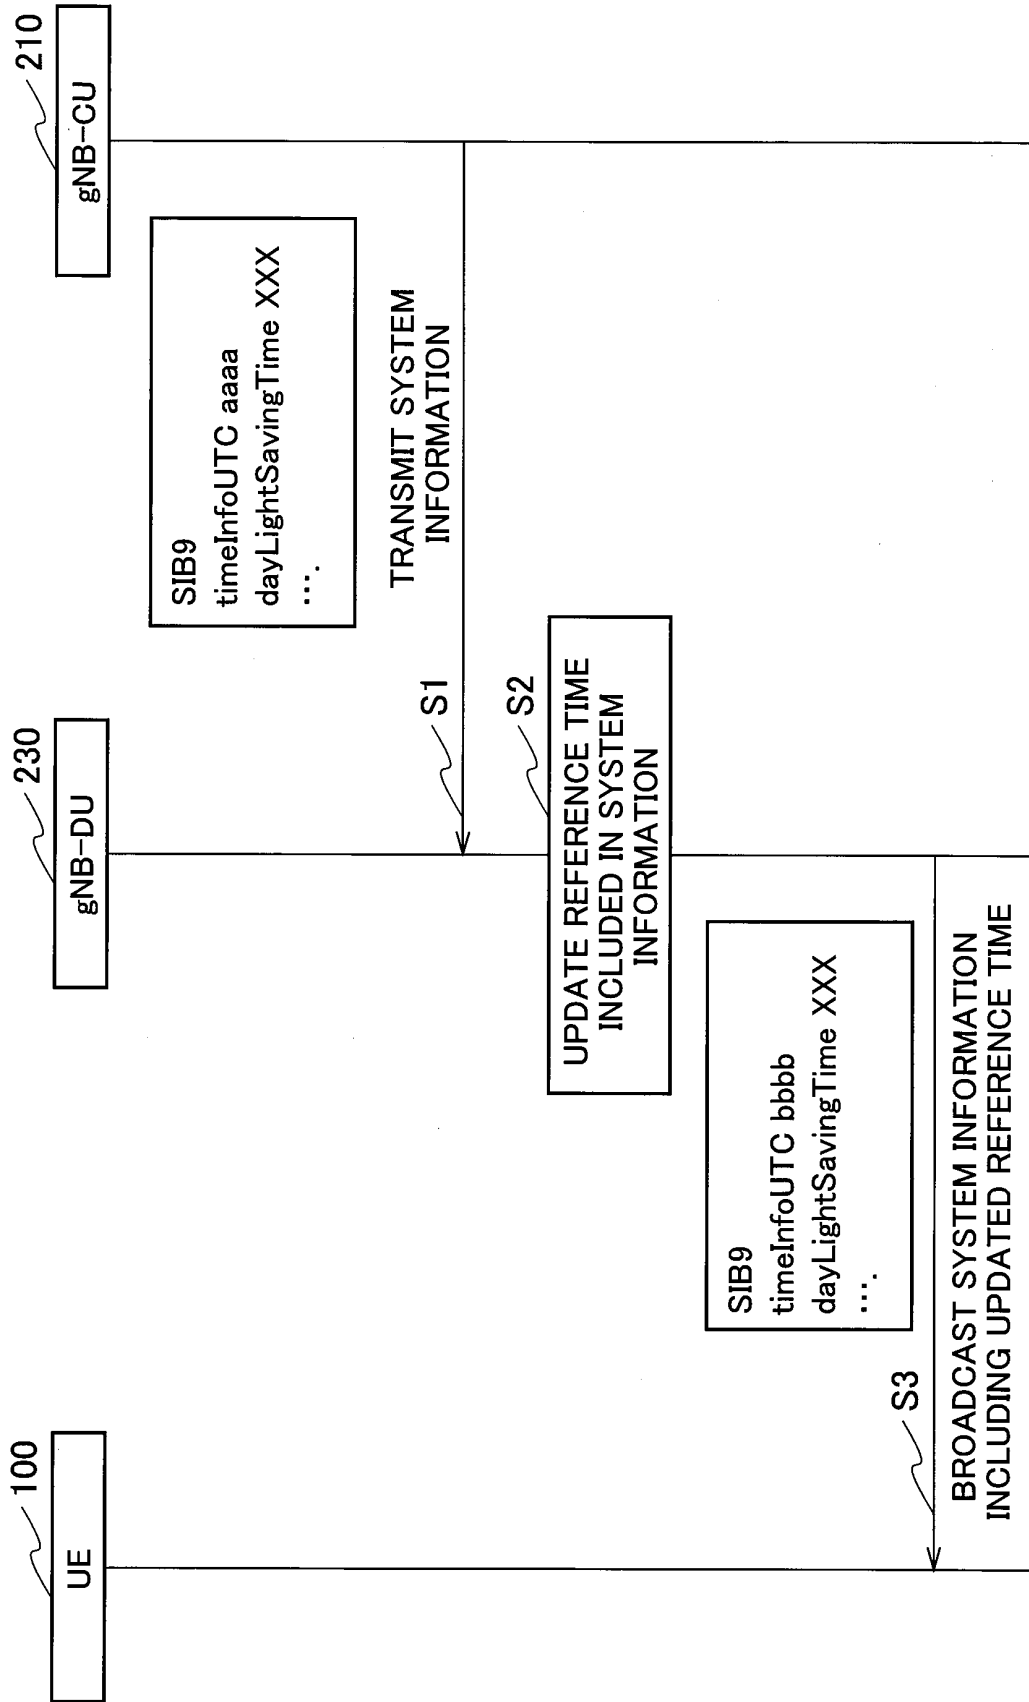 100
UE
230
gNB-DU
210
gNB-CU
SIB9
timeInfoUTC aaaa
dayLightSavingTime XXX
….
S1
TRANSMIT SYSTEM
INFORMATION
S2
UPDATE REFERENCE TIME
INCLUDED IN SYSTEM
INFORMATION
SIB9
timeInfoUTC bbbb
dayLightSavingTime XXX
….
S3
BROADCAST SYSTEM INFORMATION
INCLUDING UPDATED REFERENCE TIME